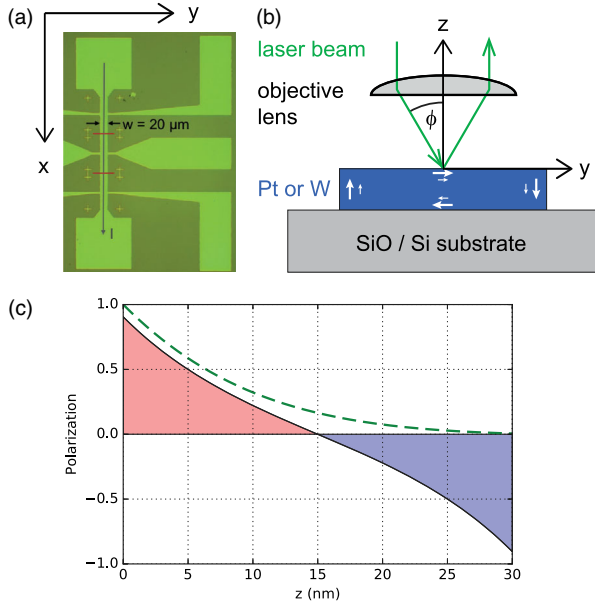 (a)
y
x
w = 20 μm
I
(b)
z
laser beam
objective
lens
ϕ
y
Pt or W
SiO / Si substrate
(c)
Polarization
1.0
0.5
0.0
−0.5
−1.0
0
5
10
15
20
25
30
z (nm)